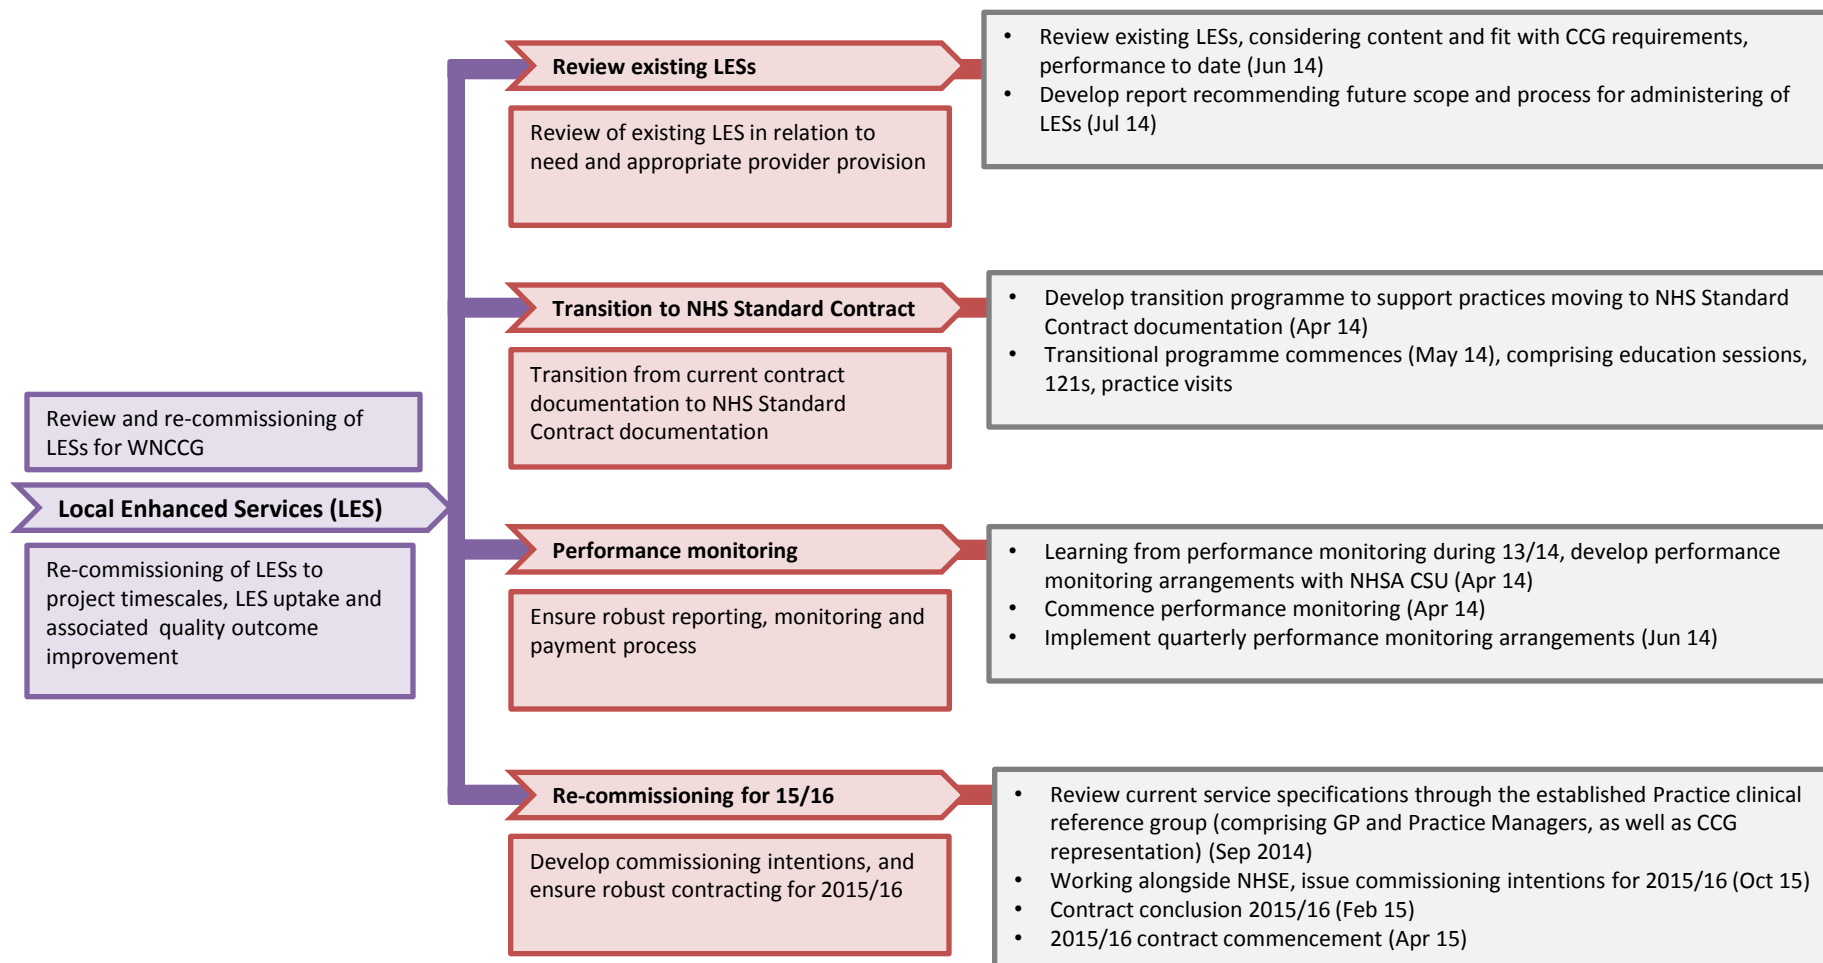 Review and re-commissioning of
LESs for WNCCG
Local Enhanced Services (LES)
Re-commissioning of LESs to
project timescales, LES uptake and
associated  quality outcome
improvement
Review existing LESs
Review of existing LES in relation to
need and appropriate provider provision
• Review existing LESs, considering content and fit with CCG requirements,
performance to date (Jun 14)
• Develop report recommending future scope and process for administering of
LESs (Jul 14)
Transition to NHS Standard Contract
Transition from current contract
documentation to NHS Standard
Contract documentation
• Develop transition programme to support practices moving to NHS Standard
Contract documentation (Apr 14)
• Transitional programme commences (May 14), comprising education sessions,
121s, practice visits
Performance monitoring
Ensure robust reporting, monitoring and
payment process
• Learning from performance monitoring during 13/14, develop performance
monitoring arrangements with NHSA CSU (Apr 14)
• Commence performance monitoring (Apr 14)
• Implement quarterly performance monitoring arrangements (Jun 14)
Re-commissioning for 15/16
Develop commissioning intentions, and
ensure robust contracting for 2015/16
• Review current service specifications through the established Practice clinical
reference group (comprising GP and Practice Managers, as well as CCG
representation) (Sep 2014)
• Working alongside NHSE, issue commissioning intentions for 2015/16 (Oct 15)
• Contract conclusion 2015/16 (Feb 15)
• 2015/16 contract commencement (Apr 15)